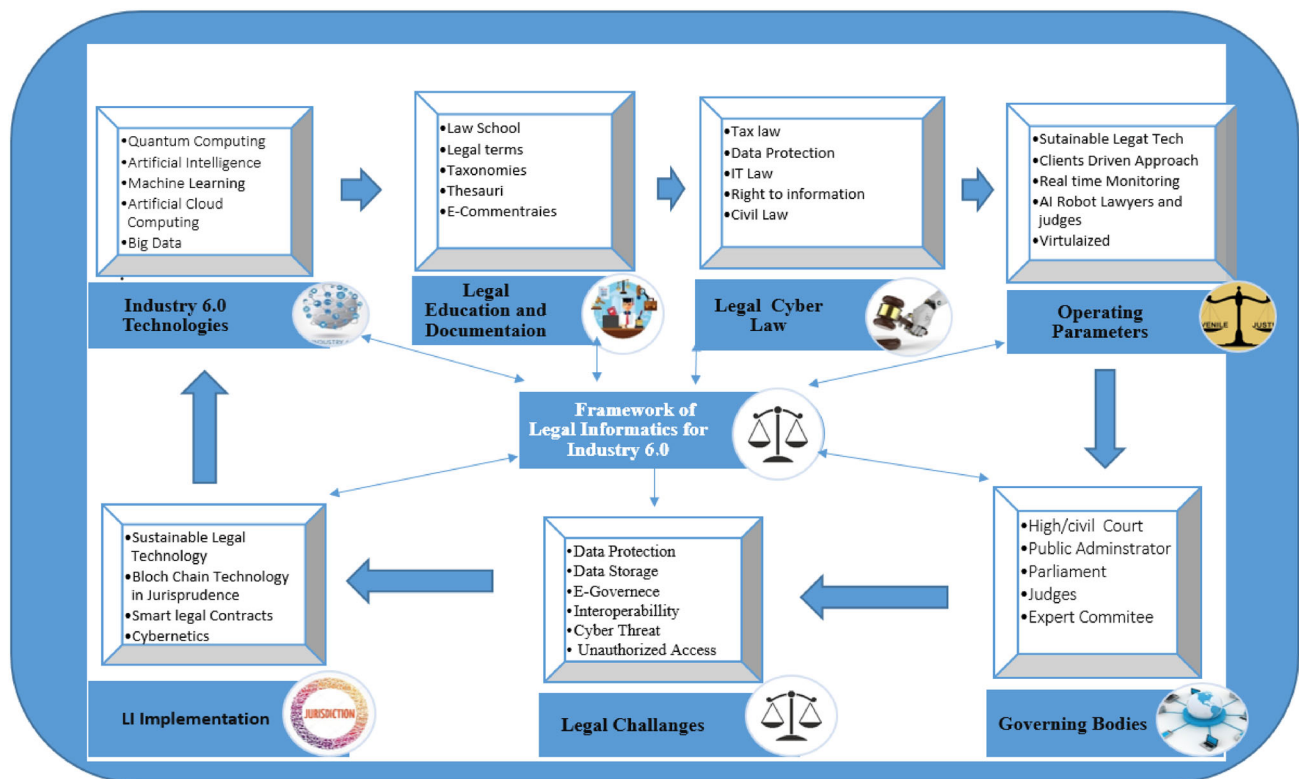 •Quantum Computing
•Artificial Intelligence
•Machine Learning
•Artificial Cloud
Computing
•Big Data
•
Industry 6.0
Technologies
•Law School
•Legal terms
•Taxonomies
•Thesauri
•E-Commentraies
Legal
Education and
Documentaion
•Tax law
•Data Protection
•IT Law
•Right to information
•Civil Law
Legal Cyber
Law
•Sutainable Legat Tech
•Clients Driven Approach
•Real time Monitoring
•AI Robot Lawyers and
judges
•Virtulaized
Operating
Parameters
VENILE JUST
Framework of
Legal Informatics for
Industry 6.0
•Sustainable Legal
Technology
•Bloch Chain Technology
in Jurisprudence
•Smart legal Contracts
•Cybernetics
LI Implementation
JURISDICTION
•Data Protection
•Data Storage
•E-Governece
•Interoperabillity
•Cyber Threat
• Unauthorized Access
Legal Challanges
•High/civil Court
•Public Adminstrator
•Parliament
•Judges
•Expert Commitee
Governing Bodies